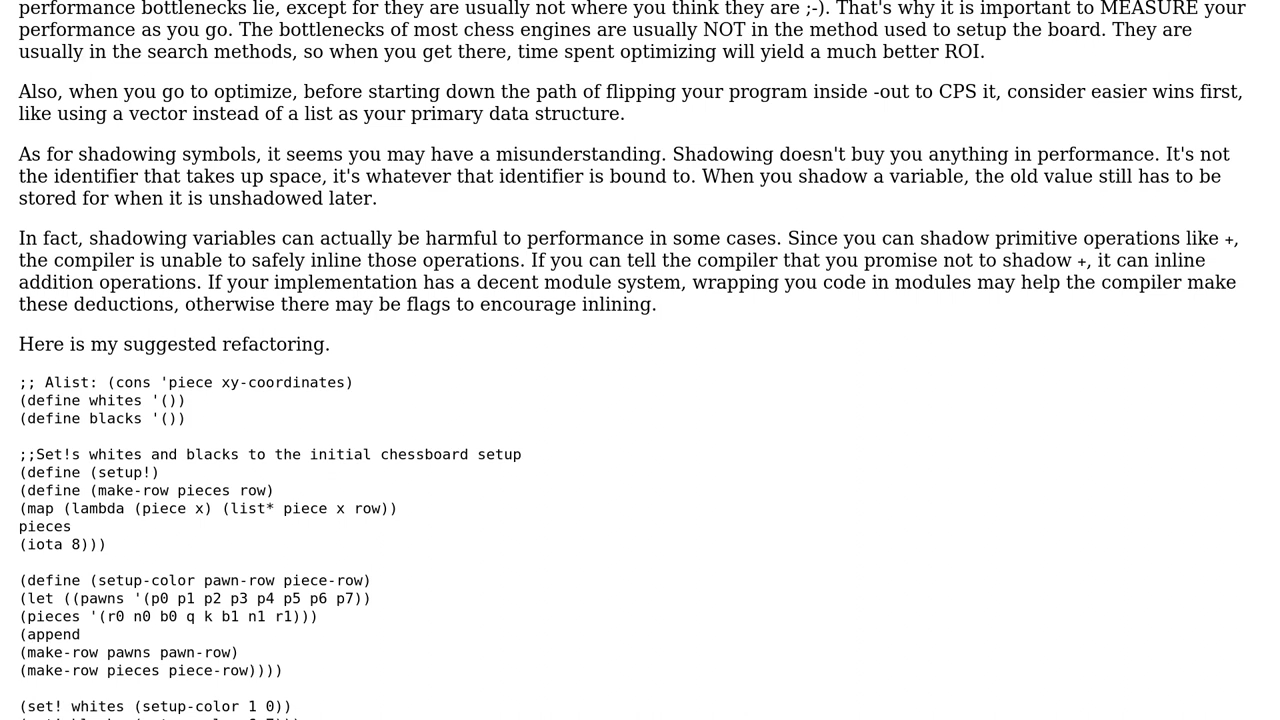 performance bottlenecks lie, except for they are usually not where you think they are ;-). That's why it is important to MEASURE your
performance as you go. The bottlenecks of most chess engines are usually NOT in the method used to setup the board. They are
usually in the search methods, so when you get there, time spent optimizing will yield a much better ROI.
Also, when you go to optimize, before starting down the path of flipping your program inside -out to CPS it, consider easier wins first,
like using a vector instead of a list as your primary data structure.
As for shadowing symbols, it seems you may have a misunderstanding. Shadowing doesn't buy you anything in performance. It's not
the identifier that takes up space, it's whatever that identifier is bound to. When you shadow a variable, the old value still has to be
stored for when it is unshadowed later.
In fact, shadowing variables can actually be harmful to performance in some cases. Since you can shadow primitive operations like +,
the compiler is unable to safely inline those operations. If you can tell the compiler that you promise not to shadow +, it can inline
addition operations. If your implementation has a decent module system, wrapping you code in modules may help the compiler make
these deductions, otherwise there may be flags to encourage inlining.
Here is my suggested refactoring.
;; Alist: (cons 'piece xy-coordinates)
(define whites '())
(define blacks '())
;;Set!s whites and blacks to the initial chessboard setup
(define (setup!)
(define (make-row pieces row)
(map (lambda (piece x) (list* piece x row))
pieces
(iota 8)))
(define (setup-color pawn-row piece-row)
(let ((pawns '(p0 p1 p2 p3 p4 p5 p6 p7))
(pieces '(r0 n0 b0 q k b1 n1 r1)))
(append
(make-row pawns pawn-row)
(make-row pieces piece-row))))
(set! whites (setup-color 1 0))